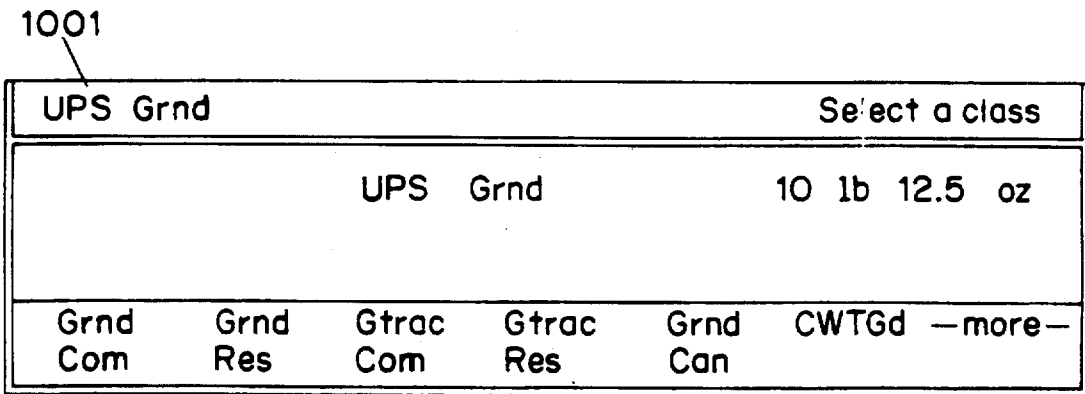 1001
UPS Grnd Select a class
UPS Grnd 10 lb 12.5 oz
Grnd Grnd Gtrac Gtrac Grnd CWTGd —more—
Com Res Com Res Can